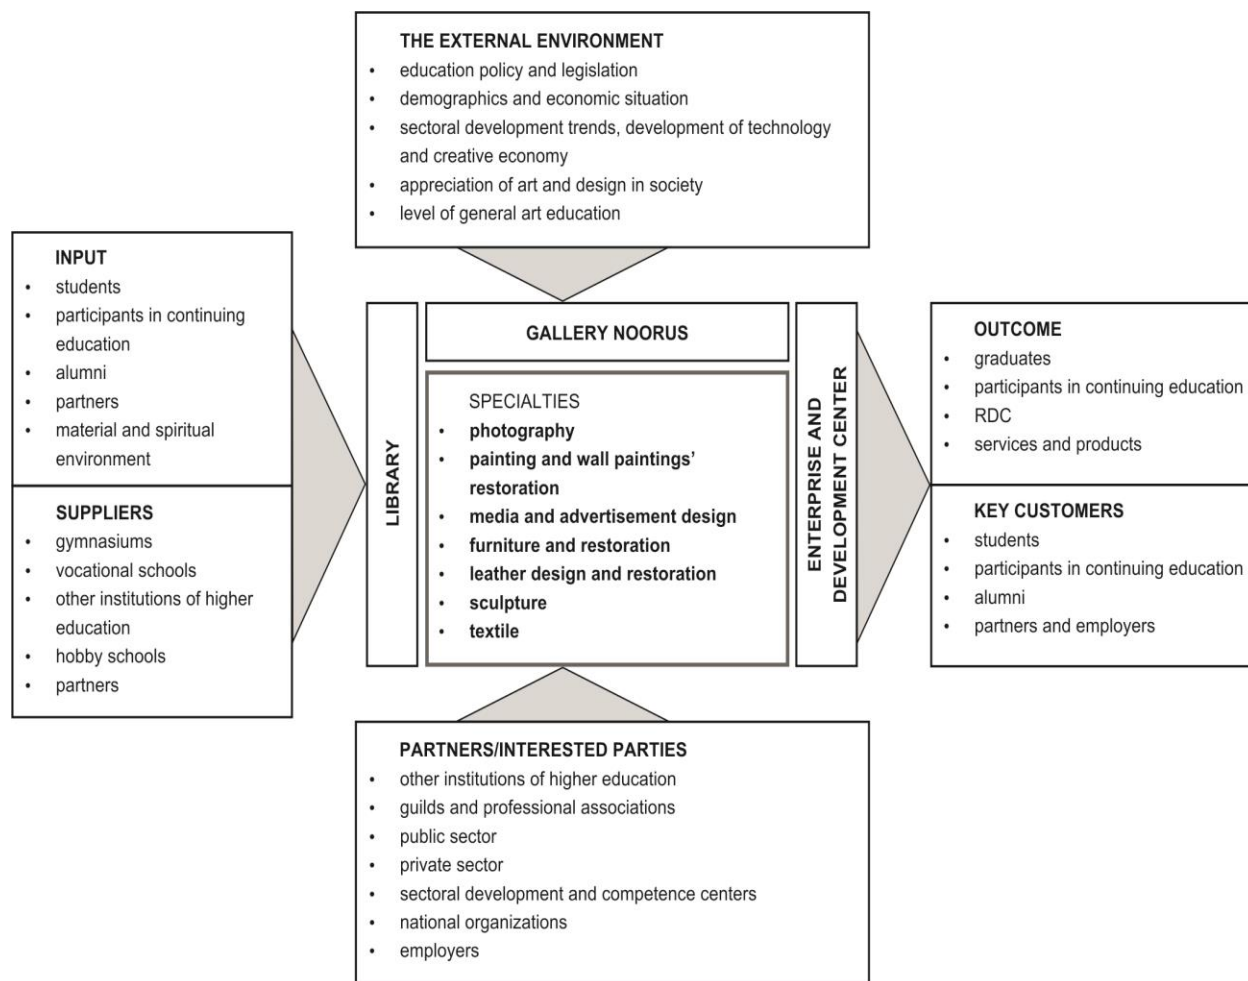 THE EXTERNAL ENVIRONMENT
• education policy and legislation
• demographics and economic situation
• sectoral development trends, development of technology
and creative economy
• appreciation of art and design in society
• level of general art education
INPUT
• students
• participants in continuing
education
• alumni
• partners
• material and spiritual
environment
SUPPLIERS
• gymnasiums
• vocational schools
• other institutions of higher
education
• hobby schools
• partners
LIBRARY
GALLERY NOORUS
SPECIALTIES
• photography
• painting and wall paintings’
restoration
• media and advertisement design
• furniture and restoration
• leather design and restoration
• sculpture
• textile
ENTERPRISE AND
DEVELOPMENT CENTER
OUTCOME
• graduates
• participants in continuing education
• RDC
• services and products
KEY CUSTOMERS
• students
• participants in continuing education
• alumni
• partners and employers
PARTNERS/INTERESTED PARTIES
• other institutions of higher education
• guilds and professional associations
• public sector
• private sector
• sectoral development and competence centers
• national organizations
• employers